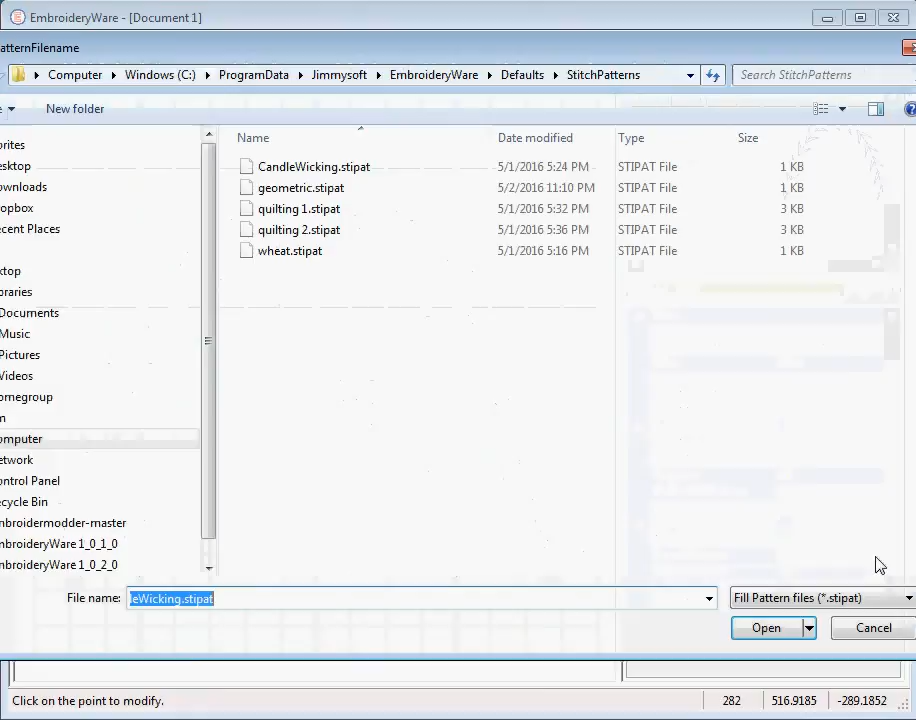 EmbroideryWare - [Document 1]
atternFilename
Computer Windows (C:) ProgramData Jimmysoft EmbroideryWare Defaults StitchPatterns Search StitchPatterns
e New folder
Name Date modified Type Size
CandleWicking.stipat 5/1/2016 5:24 PM STIPAT File 1 KB
geometric.stipat 5/2/2016 11:10 PM STIPAT File 1 KB
quilting 1.stipat 5/1/2016 5:32 PM STIPAT File 3 KB
quilting 2.stipat 5/1/2016 5:36 PM STIPAT File 3 KB
wheat.stipat 5/1/2016 5:16 PM STIPAT File 1 KB
rites
esktop
ownloads
opbox
ecent Places
ktop
braries
Documents
Music
Pictures
Videos
omegroup
m
omputer
etwork
ontrol Panel
ecycle Bin
mbroidermodder-master
mbroideryWare 1_0_1_0
mbroideryWare 1_0_2_0
File name: leWicking.stipat Fill Pattern files (*.stipat)
Open Cancel
Click on the point to modify. 282 516.9185 -289.1852